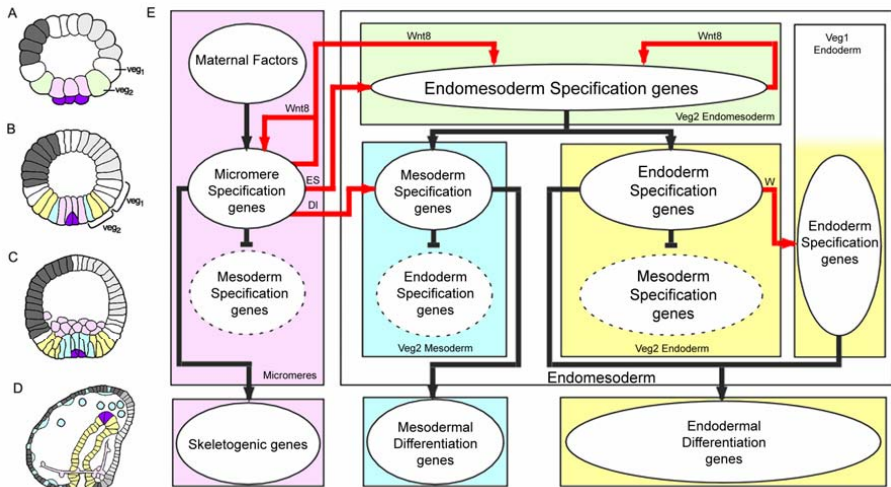 A
veg1
veg2
B
veg1
veg2
C
D
E
Maternal Factors
Wnt8
Wnt8
Wnt8
Endomesoderm Specification genes
Veg2 Endomesoderm
Veg1
Endoderm
Micromere
Specification
genes
ES
DI
Mesoderm
Specification
genes
Endoderm
Specification
genes
W
Endoderm
Specification
genes
Mesoderm
Specification
genes
Endoderm
Specification
genes
Mesoderm
Specification
genes
Micromeres
Veg2 Mesoderm
Veg2 Endoderm
Endomesoderm
Skeletogenic genes
Mesodermal
Differentiation
genes
Endodermal
Differentiation
genes